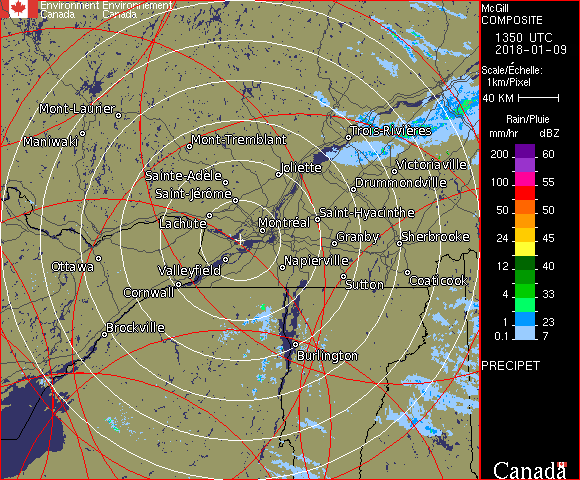 Environment Environnement
Canada Canada
McGill
COMPOSITE
1350 UTC
2018-01-09
Scale/Échelle:
1km/Pixel
40 KM
Rain/Pluie
mm/hr dBZ
200 60
100 55
50 50
24 45
12 40
4 33
1 23
0.1 7
PRECIPET
Canada
Mont-Laurier
Maniwaki
Mont-Tremblant
Trois-Rivières
Sainte-Adèle
Joliette
Victoriaville
Saint-Jérôme
Drummondville
Lachute
Montréal
Saint-Hyacinthe
Granby
Sherbrooke
Ottawa
Valleyfield
Napierville
Cornwall
Sutton
Coaticook
Brockville
Burlington